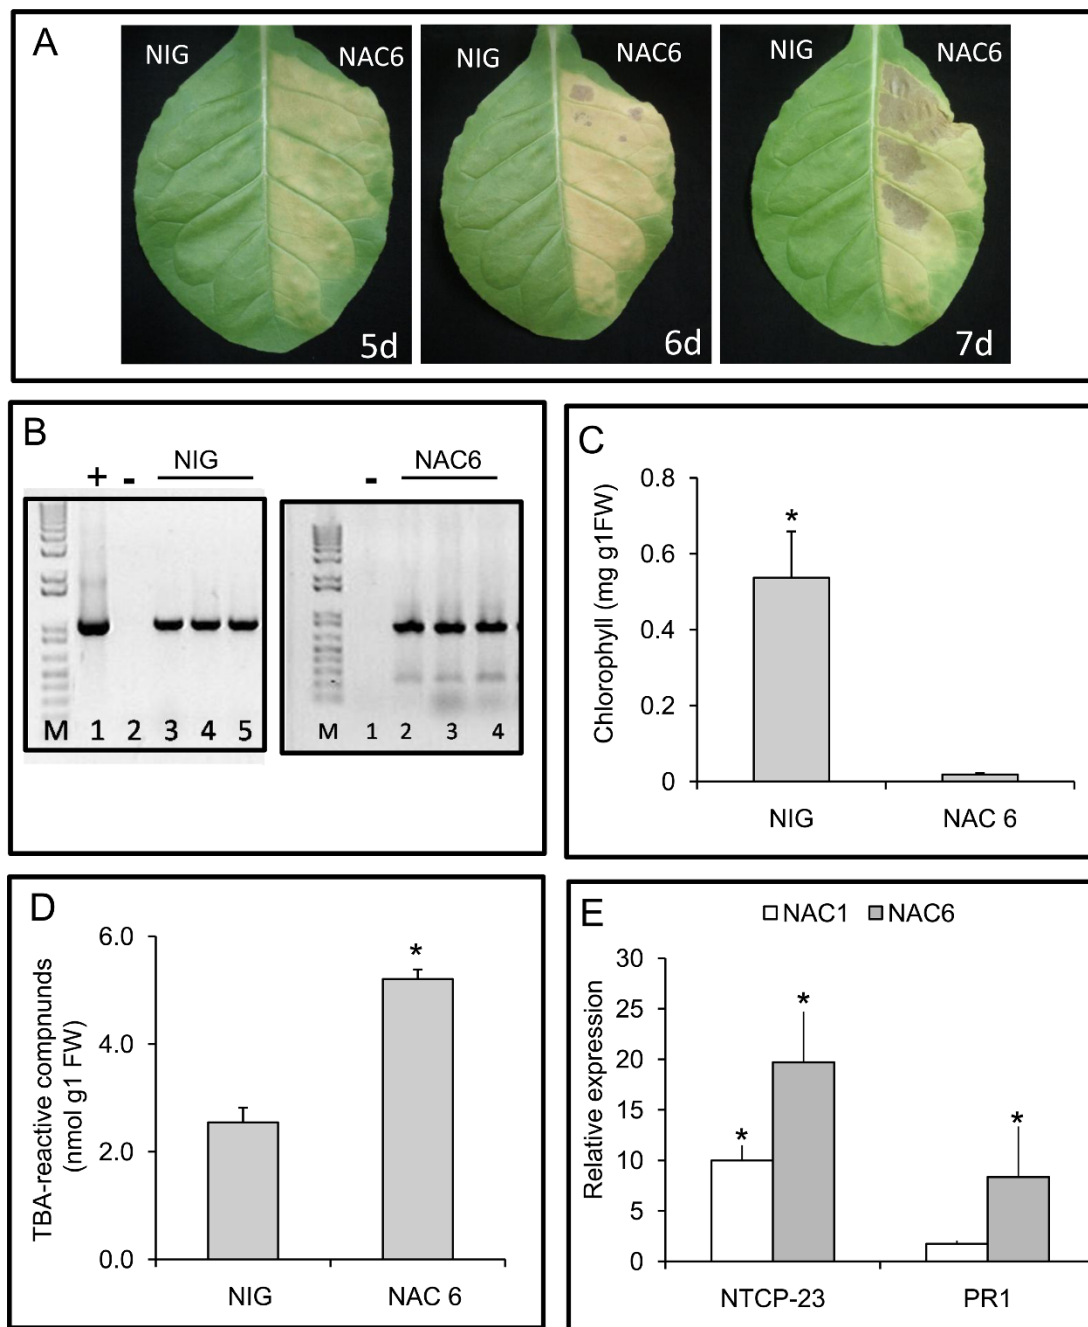 A
NIG NAC6
5d
NIG NAC6
6d
NIG NAC6
7d
B
+ - NIG
M 1 2 3 4 5
- NAC6
M 1 2 3 4
C
Chlorophyll (mg g1FW)
0.8
0.6
0.4
0.2
0
*
NIG NAC 6
D
TBA-reactive compnunds
(nmol g1 FW)
6.0
4.0
2.0
0.0
*
NIG NAC 6
E
NAC1 NAC6
Relative expression
30
25
20
15
10
5
0
* * *
NTCP-23 PR1